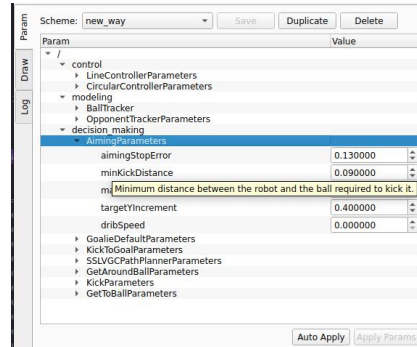 Param
Draw
Log
Scheme: new_way Save Duplicate Delete
Param Value
/
control
LineControllerParameters
CircularControllerParameters
modeling
BallTracker
OpponentTrackerParameters
decision_making
AimingParameters
aimingStopError 0.130000
minKickDistance 0.090000
Minimum distance between the robot and the ball required to kick it.
targetYIncrement 0.400000
dribSpeed 0.000000
GoalieDefaultParameters
KickToGoalParameters
SSLVGCPathPlannerParameters
GetAroundBallParameters
KickParameters
GetToBallParameters
Auto Apply Apply Params